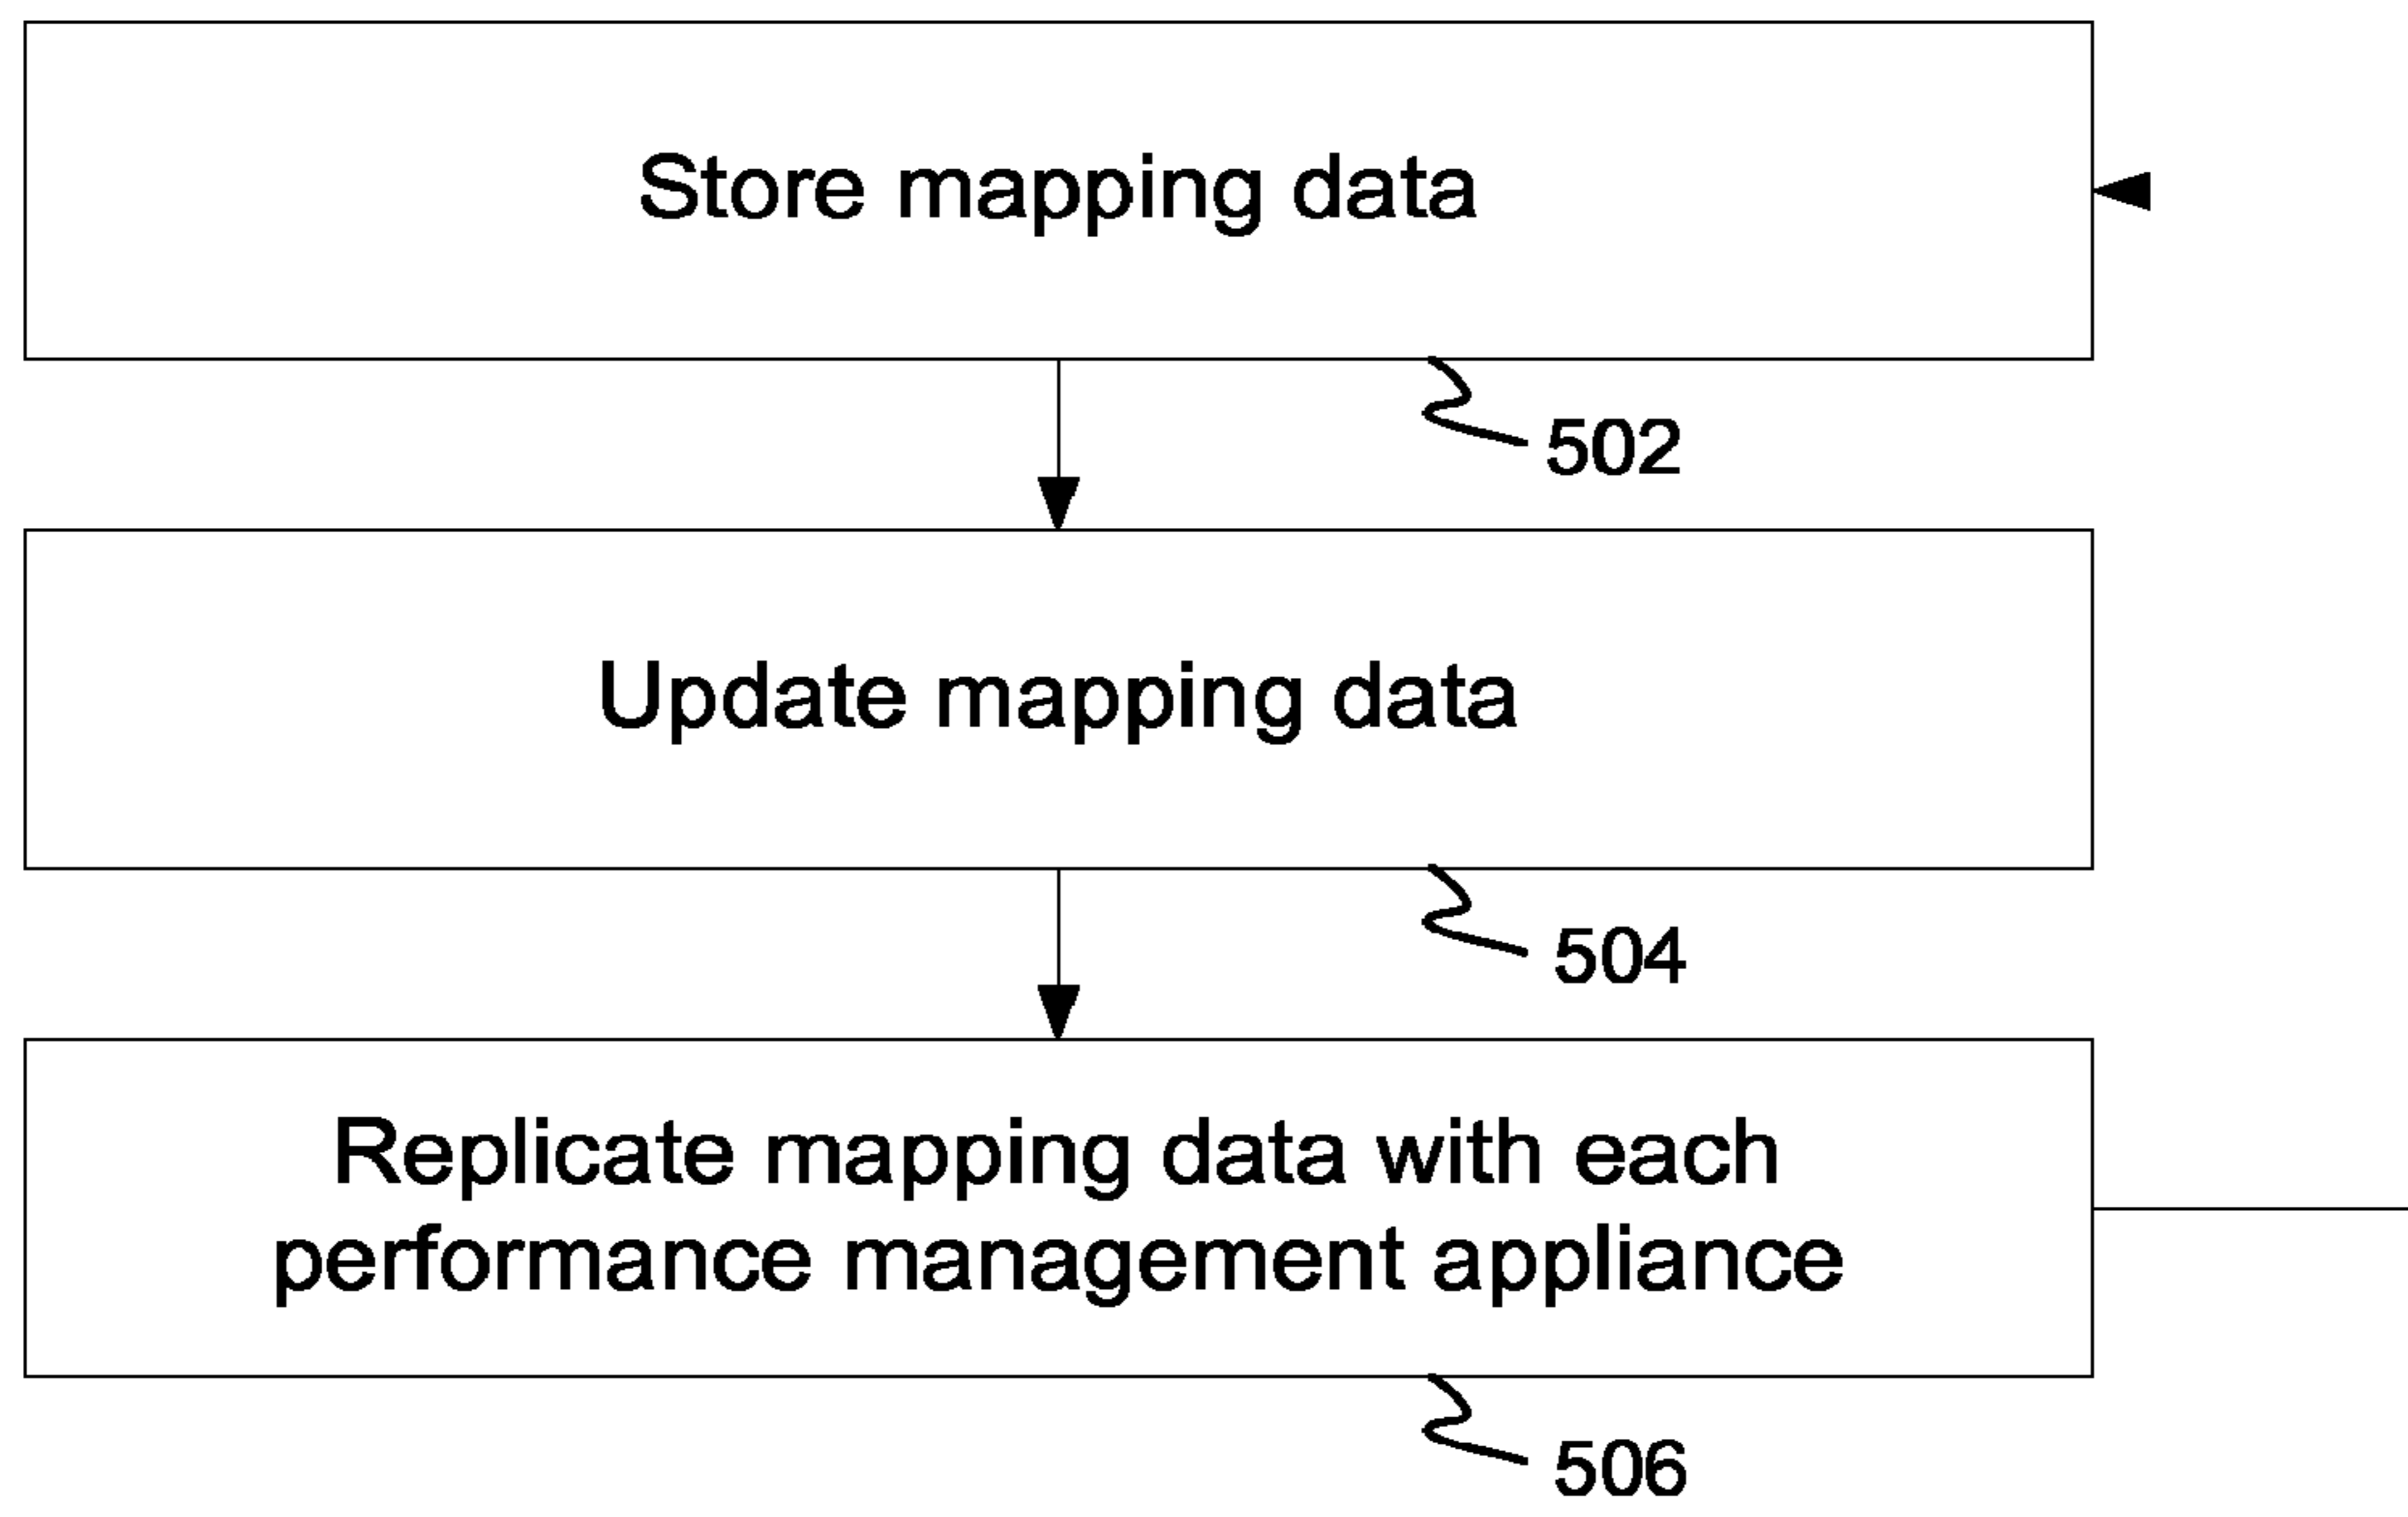 Store mapping data
502
Update mapping data
504
Replicate mapping data with each
performance management appliance
506